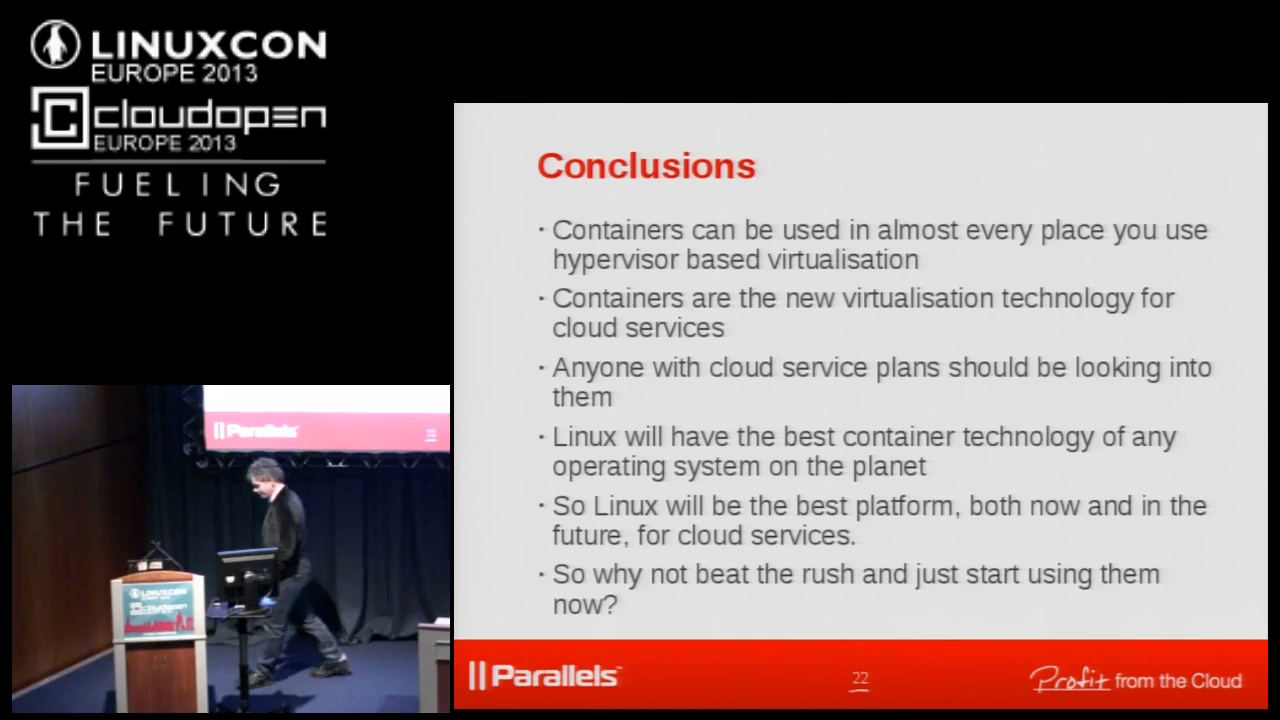 LINUXCON
EUROPE 2013
cloudopen
EUROPE 2013
FUELING
THE FUTURE
Conclusions
· Containers can be used in almost every place you use
hypervisor based virtualisation
· Containers are the new virtualisation technology for
cloud services
· Anyone with cloud service plans should be looking into
them
· Linux will have the best container technology of any
operating system on the planet
· So Linux will be the best platform, both now and in the
future, for cloud services.
· So why not beat the rush and just start using them
now?
Parallels™
22
Profit from the Cloud
Parallels
22
LINUXCON
cloudopen